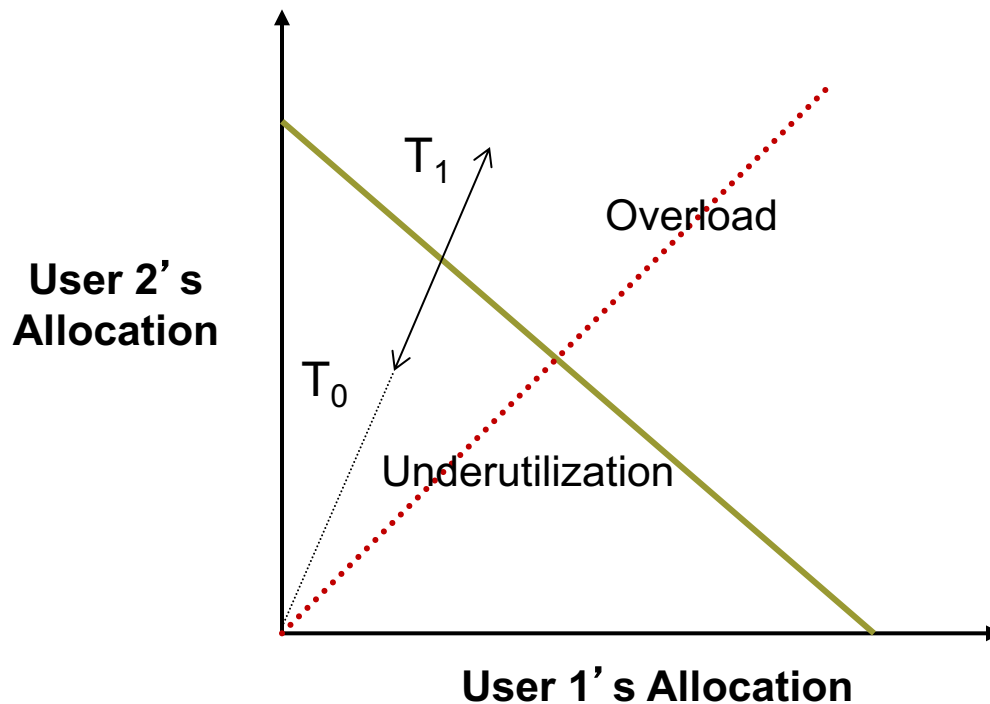 T₁
Overload
User 2’ s
Allocation
T₀
Underutilization
User 1’ s Allocation